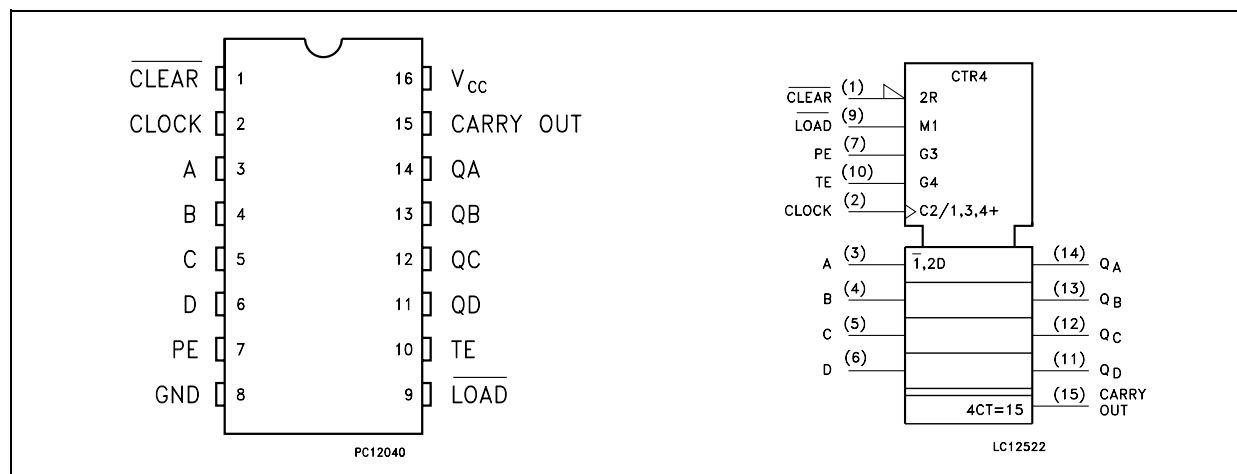 CLEAR 1 16 VCC
CLOCK 2 15 CARRY OUT
A 3 14 QA
B 4 13 QB
C 5 12 QC
D 6 11 QD
PE 7 10 TE
GND 8 9 LOAD
PC12040
CTR4
CLEAR (1) 2R
LOAD (9) M1
PE (7) G3
TE (10) G4
CLOCK (2) C2/1,3,4+
A (3) 1̅,2D (14) QA
B (4) (13) QB
C (5) (12) QC
D (6) (11) QD
4CT=15 (15) CARRY
OUT
LC12522